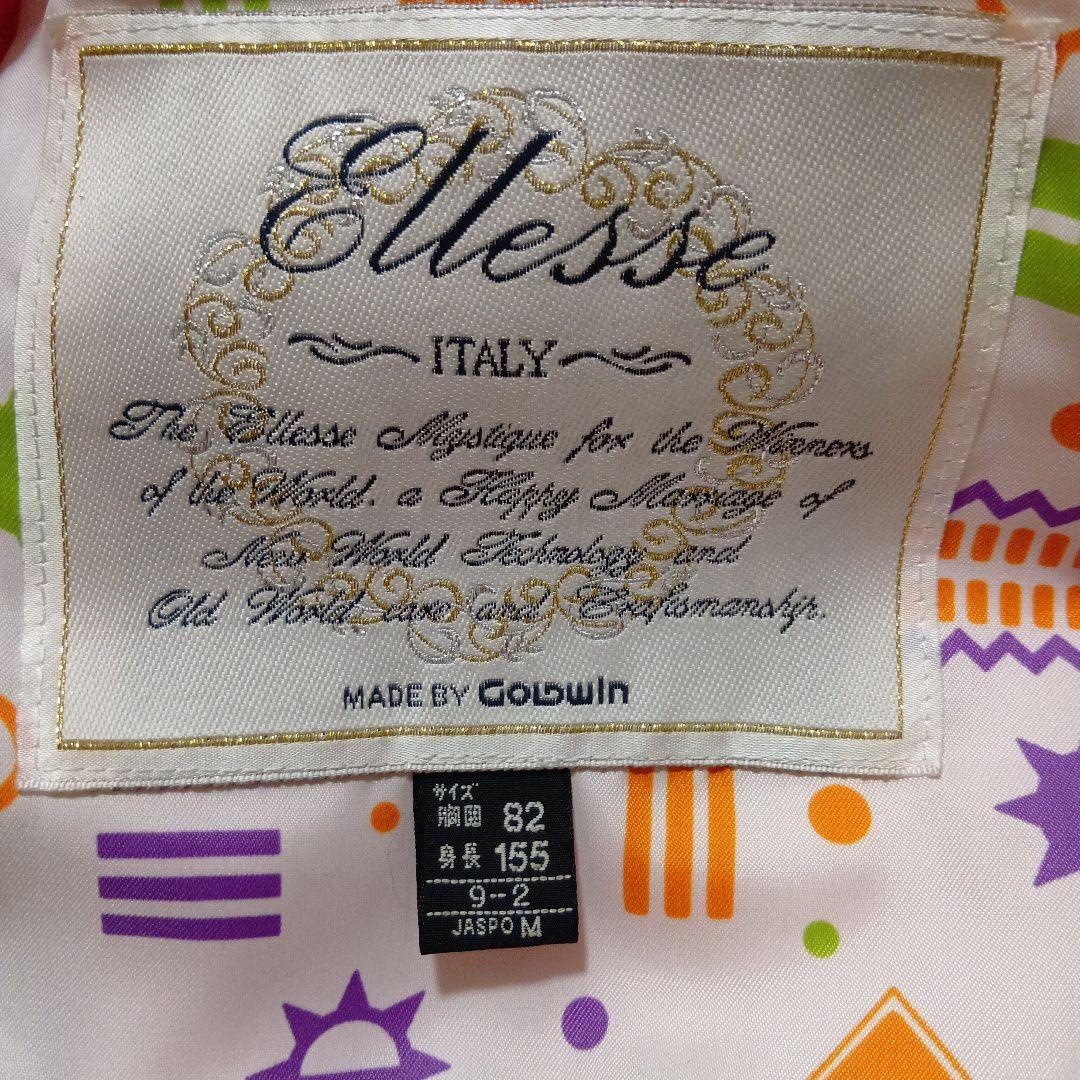 Ellesse
ITALY
The Ellesse Mystique for the Winners
of the World. a Happy Marriage of
New World Technology and
Old World care and Craftsmanship.
MADE BY GOLDWIN
サイズ
胸囲 82
身長 155
9-2
JASPO M